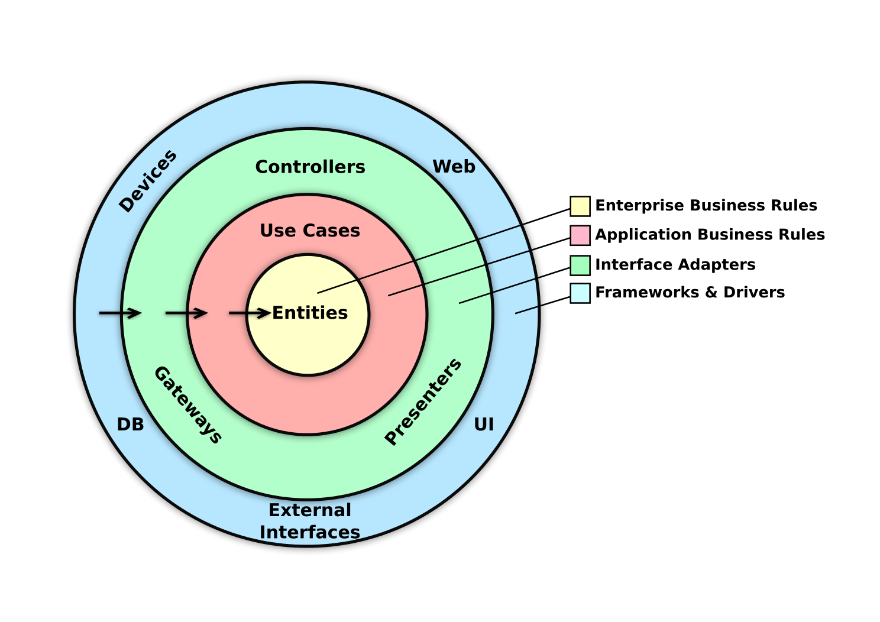 Devices
Controllers
Web
Use Cases
Entities
Gateways
Presenters
DB
UI
External
Interfaces
Enterprise Business Rules
Application Business Rules
Interface Adapters
Frameworks & Drivers